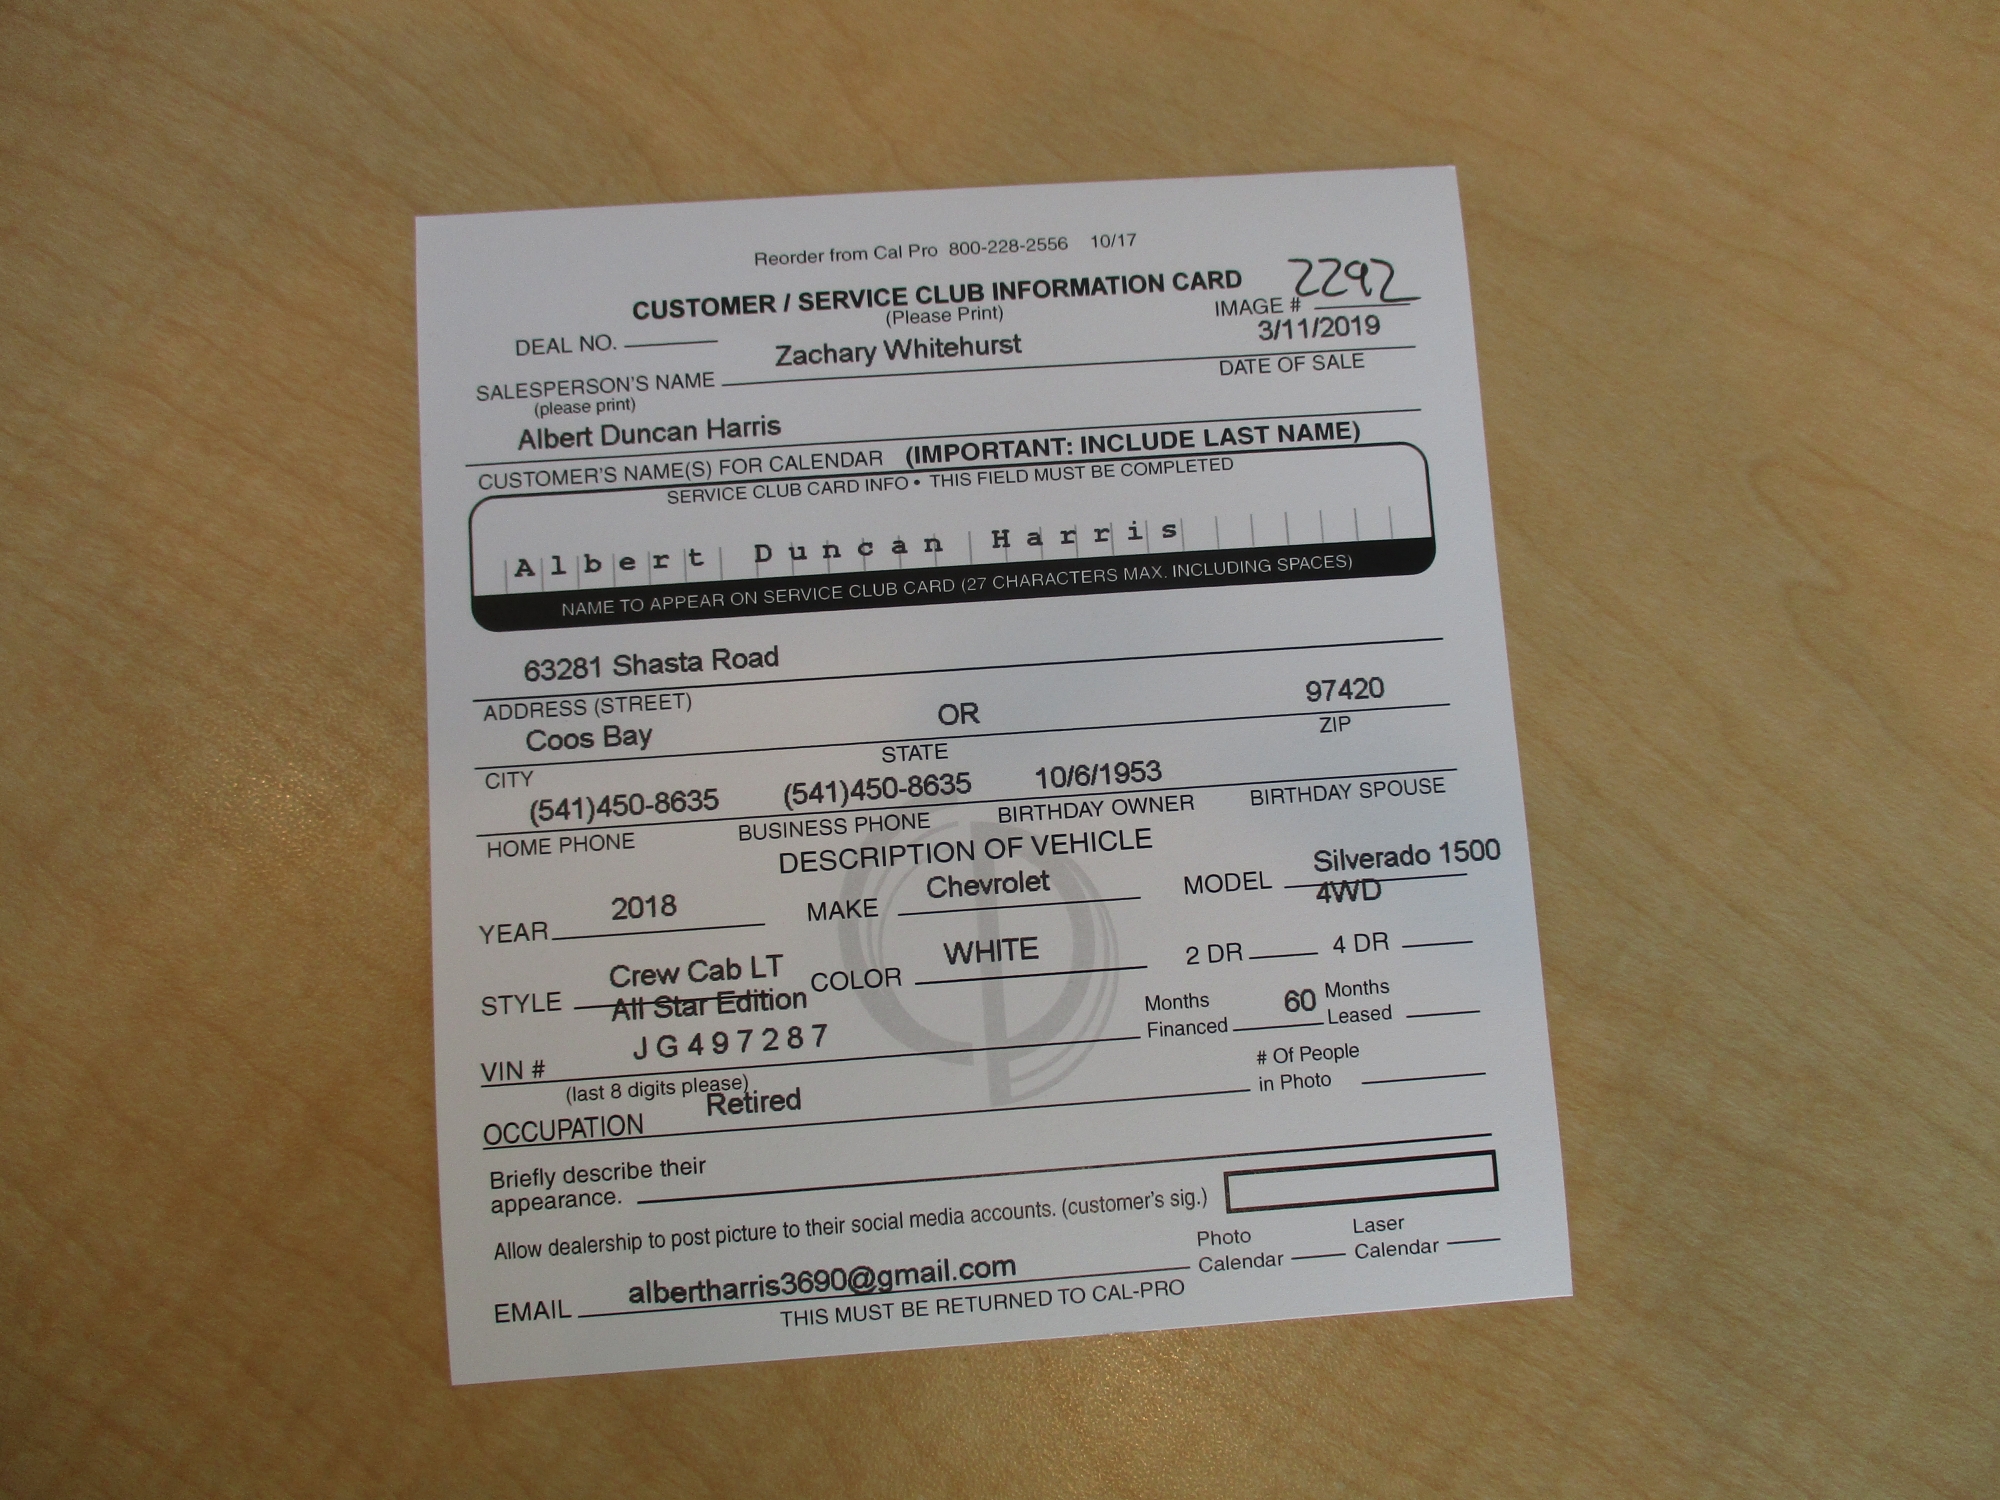 Reorder from Cal Pro 800-228-2556 10/17
CUSTOMER / SERVICE CLUB INFORMATION CARD
(Please Print)
IMAGE # 2292
DEAL NO.
Zachary Whitehurst 3/11/2019
SALESPERSON'S NAME DATE OF SALE
(please print)
Albert Duncan Harris
CUSTOMER'S NAME(S) FOR CALENDAR (IMPORTANT: INCLUDE LAST NAME)
SERVICE CLUB CARD INFO • THIS FIELD MUST BE COMPLETED
Albert Duncan Harris
NAME TO APPEAR ON SERVICE CLUB CARD (27 CHARACTERS MAX. INCLUDING SPACES)
63281 Shasta Road
ADDRESS (STREET)
Coos Bay OR 97420
CITY STATE ZIP
(541)450-8635 (541)450-8635 10/6/1953
HOME PHONE BUSINESS PHONE BIRTHDAY OWNER BIRTHDAY SPOUSE
DESCRIPTION OF VEHICLE
YEAR 2018 MAKE Chevrolet MODEL Silverado 1500
4WD
STYLE Crew Cab LT COLOR WHITE 2 DR 4 DR
All Star Edition
Months Financed 60 Months Leased
VIN # JG497287
(last 8 digits please)
# Of People in Photo
OCCUPATION Retired
Briefly describe their
appearance.
Allow dealership to post picture to their social media accounts. (customer's sig.)
Photo Calendar Laser Calendar
EMAIL albertharris3690@gmail.com
THIS MUST BE RETURNED TO CAL-PRO